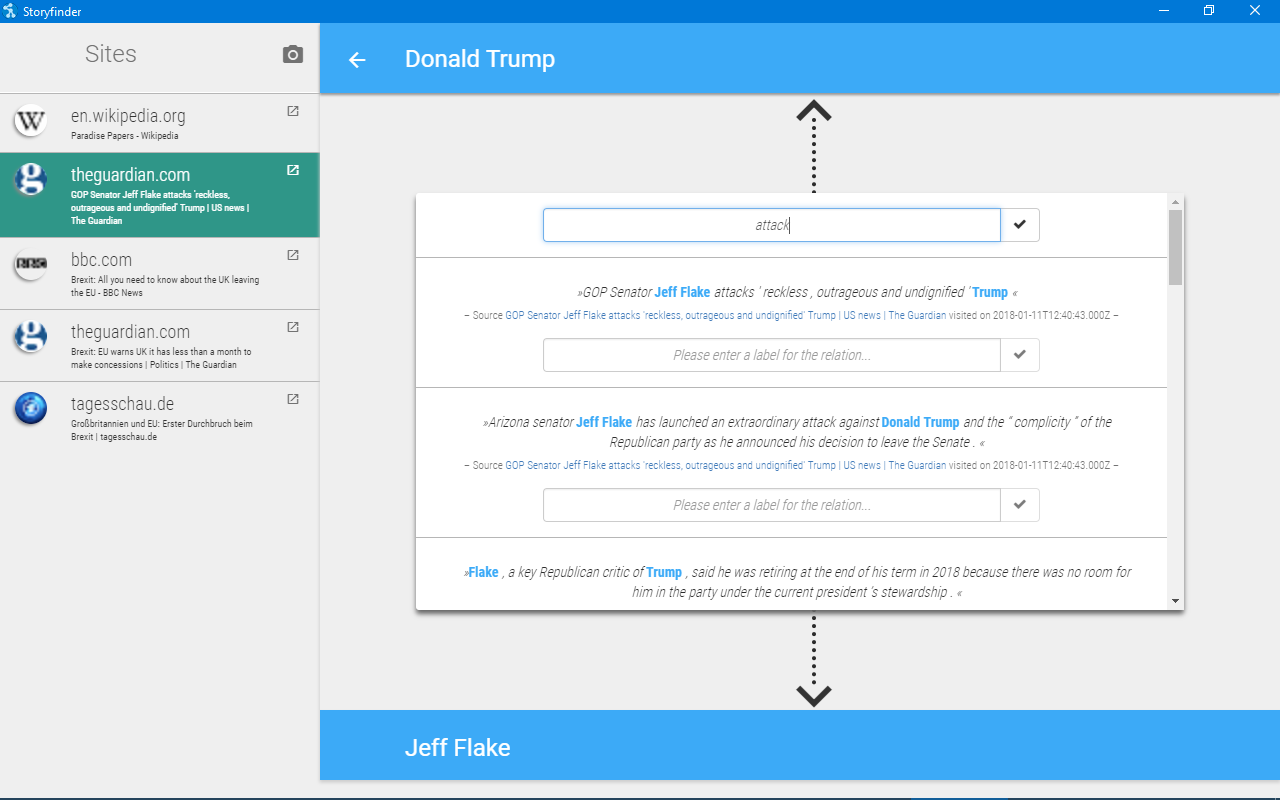 Storyfinder
Sites
en.wikipedia.org
Paradise Papers - Wikipedia
theguardian.com
GOP Senator Jeff Flake attacks 'reckless,
outrageous and undignified' Trump | US news |
The Guardian
bbc.com
Brexit: All you need to know about the UK leaving
the EU - BBC News
theguardian.com
Brexit: EU warns UK it has less than a month to
make concessions | Politics | The Guardian
tagesschau.de
Großbritannien und EU: Erster Durchbruch beim
Brexit | tagesschau.de
Donald Trump
attack
»GOP Senator Jeff Flake attacks ' reckless , outrageous and undignified ' Trump «
– Source GOP Senator Jeff Flake attacks 'reckless, outrageous and undignified' Trump | US news | The Guardian visited on 2018-01-11T12:40:43.000Z –
Please enter a label for the relation...
»Arizona senator Jeff Flake has launched an extraordinary attack against Donald Trump and the “ complicity ” of the
Republican party as he announced his decision to leave the Senate . «
– Source GOP Senator Jeff Flake attacks 'reckless, outrageous and undignified' Trump | US news | The Guardian visited on 2018-01-11T12:40:43.000Z –
Please enter a label for the relation...
»Flake , a key Republican critic of Trump , said he was retiring at the end of his term in 2018 because there was no room for
him in the party under the current president 's stewardship . «
Jeff Flake